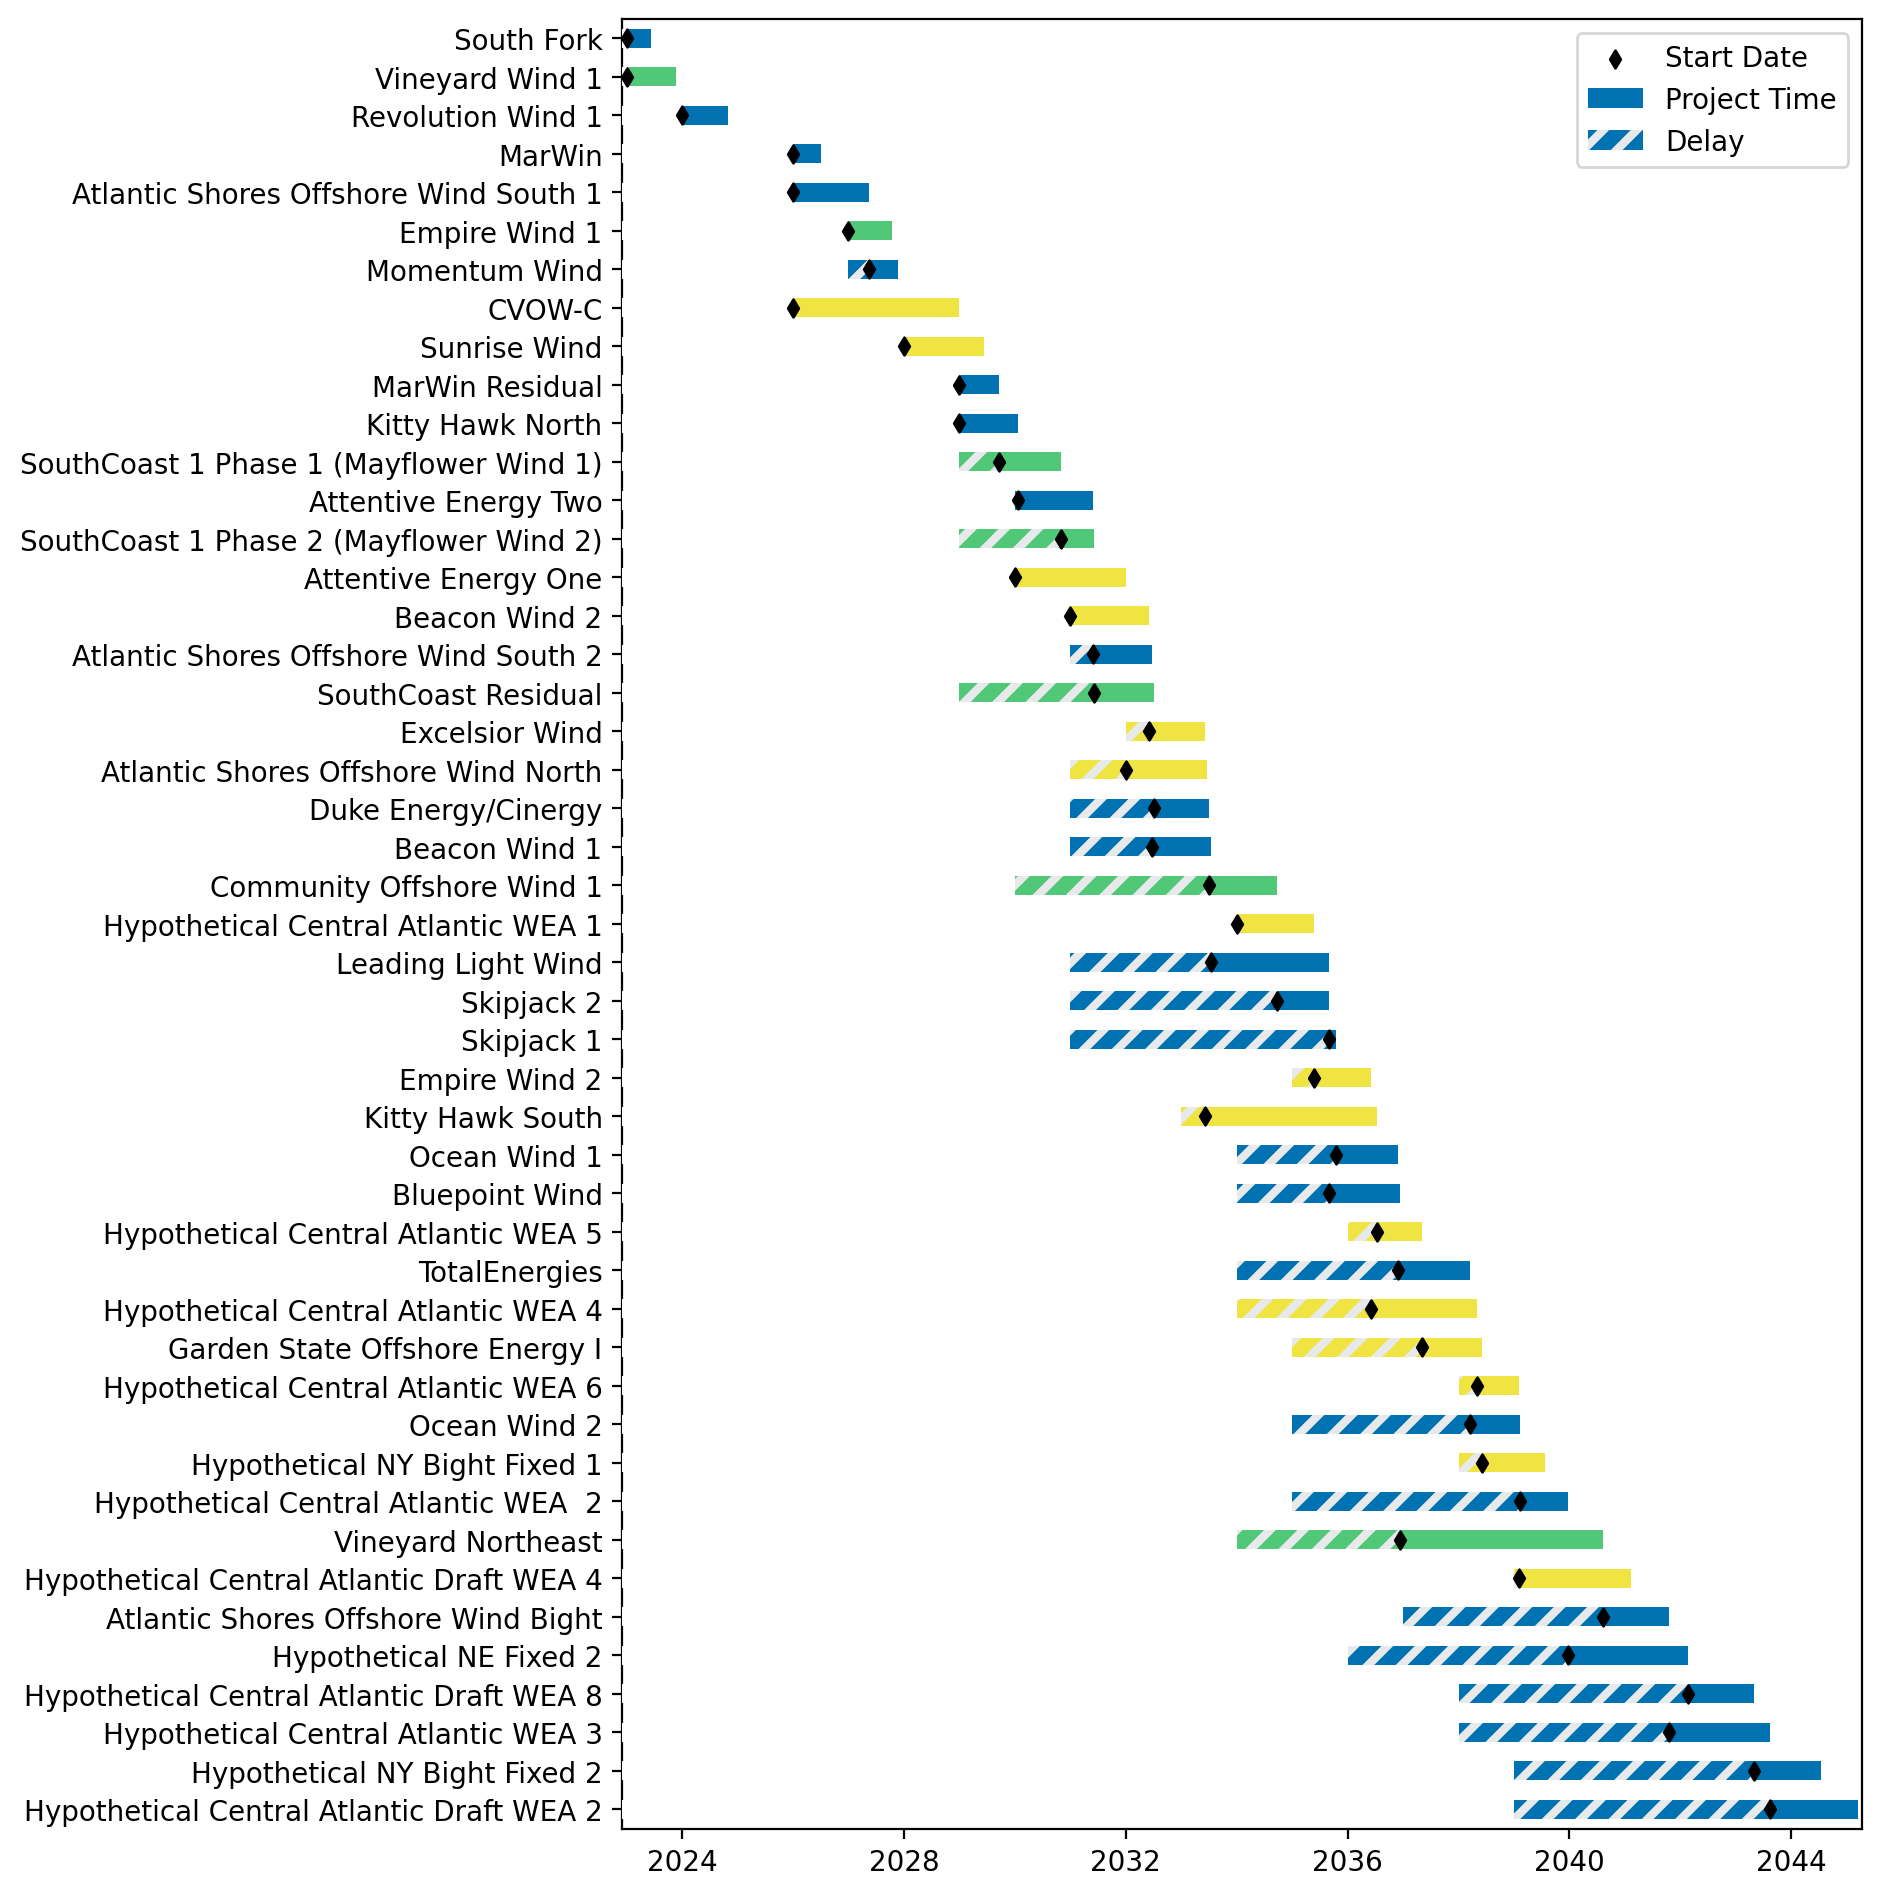 South Fork
Vineyard Wind 1
Revolution Wind 1
MarWin
Atlantic Shores Offshore Wind South 1
Empire Wind 1
Momentum Wind
CVOW-C
Sunrise Wind
MarWin Residual
Kitty Hawk North
SouthCoast 1 Phase 1 (Mayflower Wind 1)
Attentive Energy Two
SouthCoast 1 Phase 2 (Mayflower Wind 2)
Attentive Energy One
Beacon Wind 2
Atlantic Shores Offshore Wind South 2
SouthCoast Residual
Excelsior Wind
Atlantic Shores Offshore Wind North
Duke Energy/Cinergy
Beacon Wind 1
Community Offshore Wind 1
Hypothetical Central Atlantic WEA 1
Leading Light Wind
Skipjack 2
Skipjack 1
Empire Wind 2
Kitty Hawk South
Ocean Wind 1
Bluepoint Wind
Hypothetical Central Atlantic WEA 5
TotalEnergies
Hypothetical Central Atlantic WEA 4
Garden State Offshore Energy I
Hypothetical Central Atlantic WEA 6
Ocean Wind 2
Hypothetical NY Bight Fixed 1
Hypothetical Central Atlantic WEA  2
Vineyard Northeast
Hypothetical Central Atlantic Draft WEA 4
Atlantic Shores Offshore Wind Bight
Hypothetical NE Fixed 2
Hypothetical Central Atlantic Draft WEA 8
Hypothetical Central Atlantic WEA 3
Hypothetical NY Bight Fixed 2
Hypothetical Central Atlantic Draft WEA 2
Start Date
Project Time
Delay
2024 2028 2032 2036 2040 2044